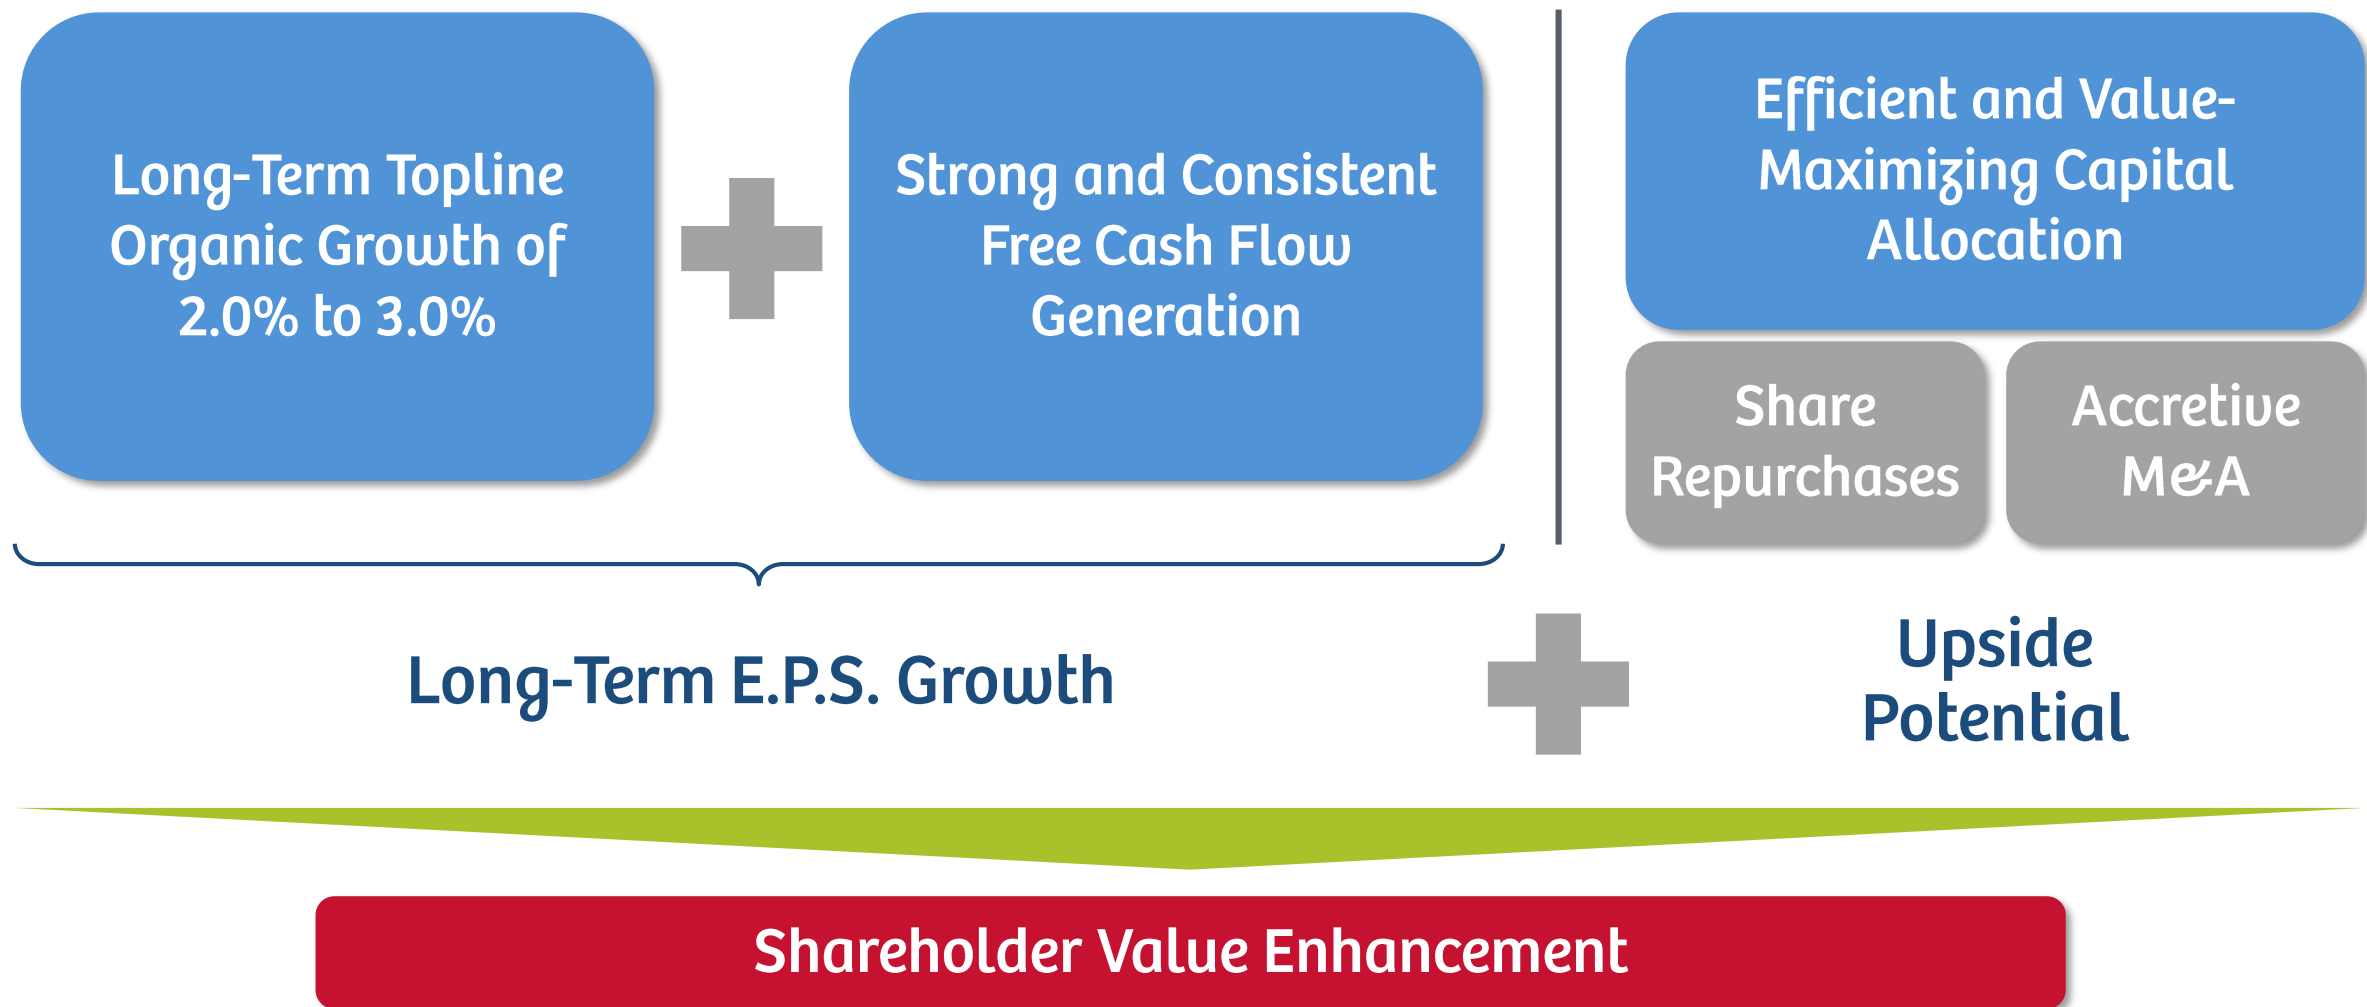 Long-Term Topline
Organic Growth of
2.0% to 3.0%
Strong and Consistent
Free Cash Flow
Generation
Efficient and Value-
Maximizing Capital
Allocation
Share
Repurchases
Accretive
M&A
Long-Term E.P.S. Growth
Upside
Potential
Shareholder Value Enhancement